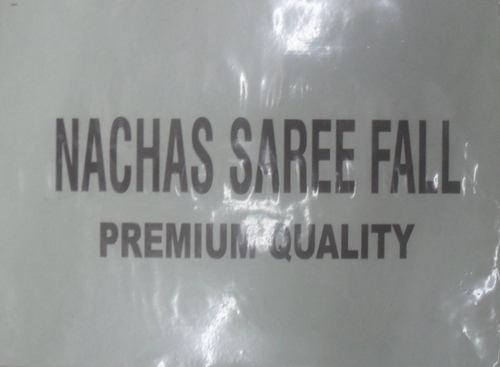 NACHAS SAREE FALL
PREMIUM QUALITY